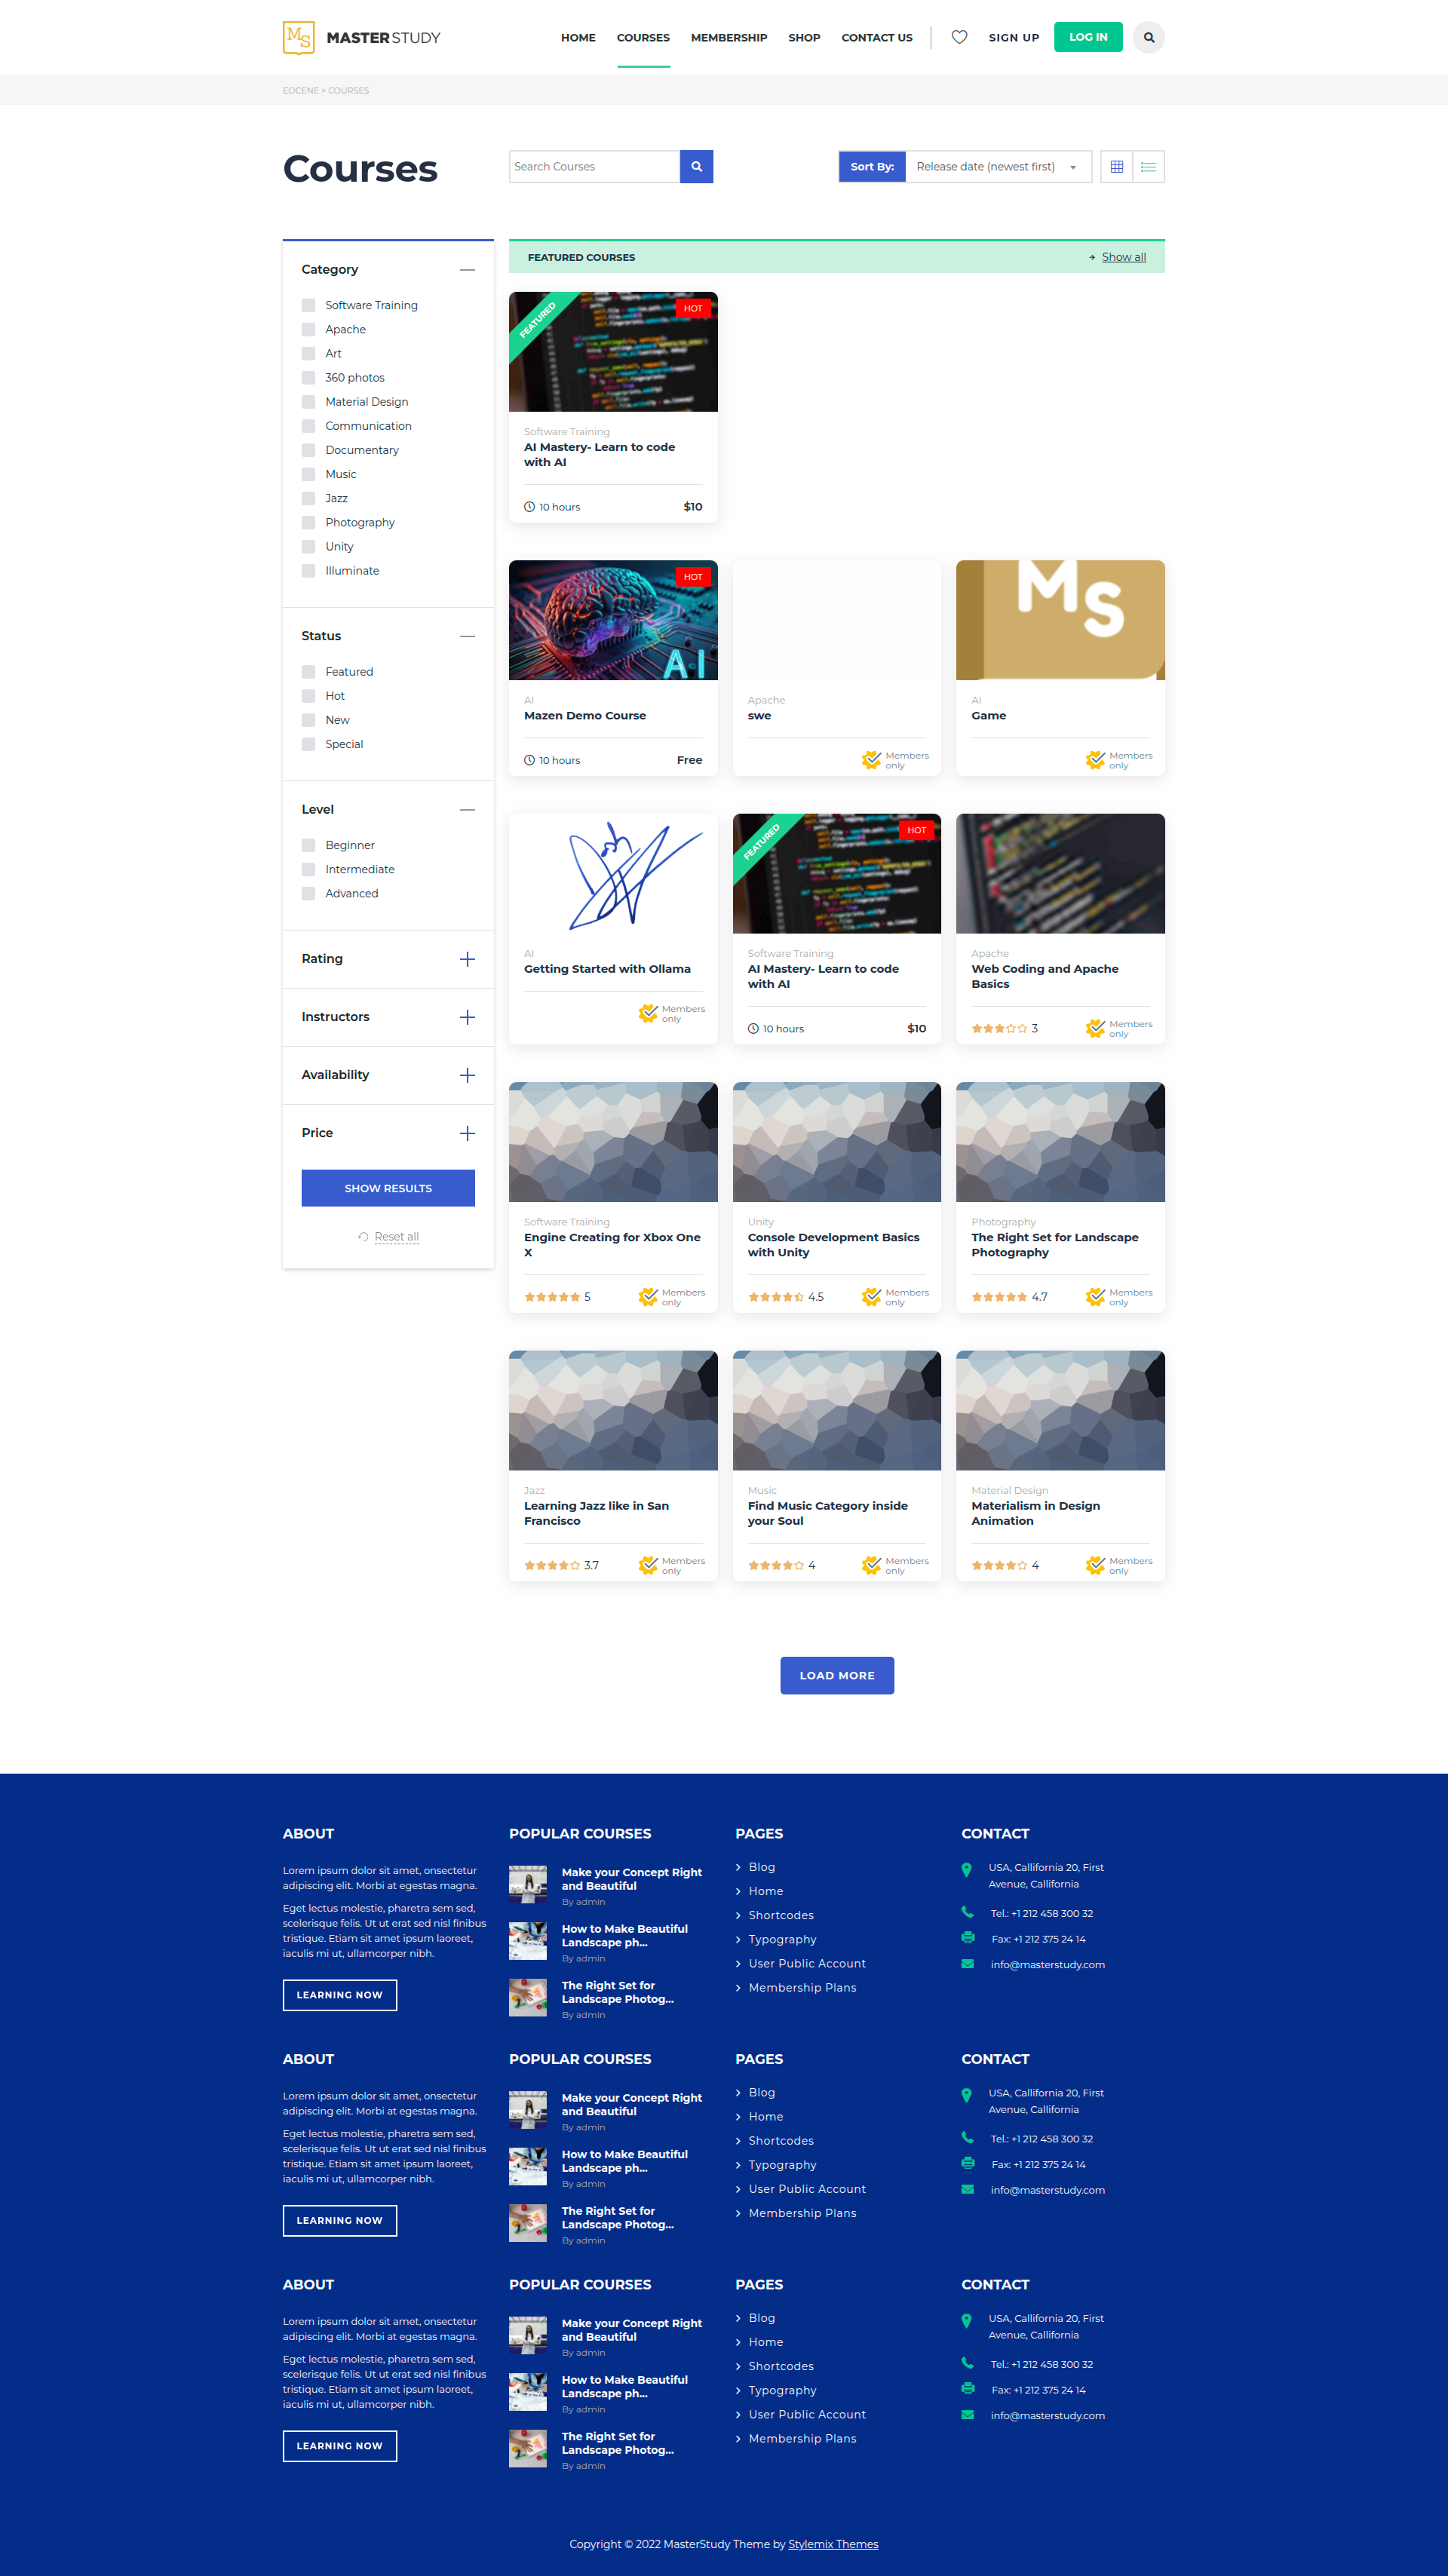 MS MASTERSTUDY
HOME COURSES MEMBERSHIP SHOP CONTACT US SIGN UP LOG IN
EOCENE > COURSES
Courses
Search Courses
Sort By: Release date (newest first)
Category
Software Training
Apache
Art
360 photos
Material Design
Communication
Documentary
Music
Jazz
Photography
Unity
Illuminate
Status
Featured
Hot
New
Special
Level
Beginner
Intermediate
Advanced
Rating
Instructors
Availability
Price
SHOW RESULTS
Reset all
FEATURED COURSES
Show all
FEATURED
HOT
Software Training
AI Mastery- Learn to code
with AI
10 hours $10
HOT
AI
AI
Mazen Demo Course
10 hours Free
Apache
swe
Members
only
MS
AI
Game
Members
only
AI
Getting Started with Ollama
Members
only
FEATURED
HOT
Software Training
AI Mastery- Learn to code
with AI
10 hours $10
Apache
Web Coding and Apache
Basics
3 Members
only
Software Training
Engine Creating for Xbox One
X
5 Members
only
Unity
Console Development Basics
with Unity
4.5 Members
only
Photography
The Right Set for Landscape
Photography
4.7 Members
only
Jazz
Learning Jazz like in San
Francisco
3.7 Members
only
Music
Find Music Category inside
your Soul
4 Members
only
Material Design
Materialism in Design
Animation
4 Members
only
LOAD MORE
ABOUT
Lorem ipsum dolor sit amet, onsectetur
adipiscing elit. Morbi at egestas magna.
Eget lectus molestie, pharetra sem sed,
scelerisque felis. Ut ut erat sed nisl finibus
tristique. Etiam sit amet ipsum laoreet,
iaculis mi ut, ullamcorper nibh.
LEARNING NOW
POPULAR COURSES
Make your Concept Right
and Beautiful
By admin
How to Make Beautiful
Landscape ph...
By admin
The Right Set for
Landscape Photog...
By admin
PAGES
Blog
Home
Shortcodes
Typography
User Public Account
Membership Plans
CONTACT
USA, Callifornia 20, First
Avenue, Callifornia
Tel.: +1 212 458 300 32
Fax: +1 212 375 24 14
info@masterstudy.com
ABOUT
Lorem ipsum dolor sit amet, onsectetur
adipiscing elit. Morbi at egestas magna.
Eget lectus molestie, pharetra sem sed,
scelerisque felis. Ut ut erat sed nisl finibus
tristique. Etiam sit amet ipsum laoreet,
iaculis mi ut, ullamcorper nibh.
LEARNING NOW
POPULAR COURSES
Make your Concept Right
and Beautiful
By admin
How to Make Beautiful
Landscape ph...
By admin
The Right Set for
Landscape Photog...
By admin
PAGES
Blog
Home
Shortcodes
Typography
User Public Account
Membership Plans
CONTACT
USA, Callifornia 20, First
Avenue, Callifornia
Tel.: +1 212 458 300 32
Fax: +1 212 375 24 14
info@masterstudy.com
ABOUT
Lorem ipsum dolor sit amet, onsectetur
adipiscing elit. Morbi at egestas magna.
Eget lectus molestie, pharetra sem sed,
scelerisque felis. Ut ut erat sed nisl finibus
tristique. Etiam sit amet ipsum laoreet,
iaculis mi ut, ullamcorper nibh.
LEARNING NOW
POPULAR COURSES
Make your Concept Right
and Beautiful
By admin
How to Make Beautiful
Landscape ph...
By admin
The Right Set for
Landscape Photog...
By admin
PAGES
Blog
Home
Shortcodes
Typography
User Public Account
Membership Plans
CONTACT
USA, Callifornia 20, First
Avenue, Callifornia
Tel.: +1 212 458 300 32
Fax: +1 212 375 24 14
info@masterstudy.com
Copyright © 2022 MasterStudy Theme by Stylemix Themes